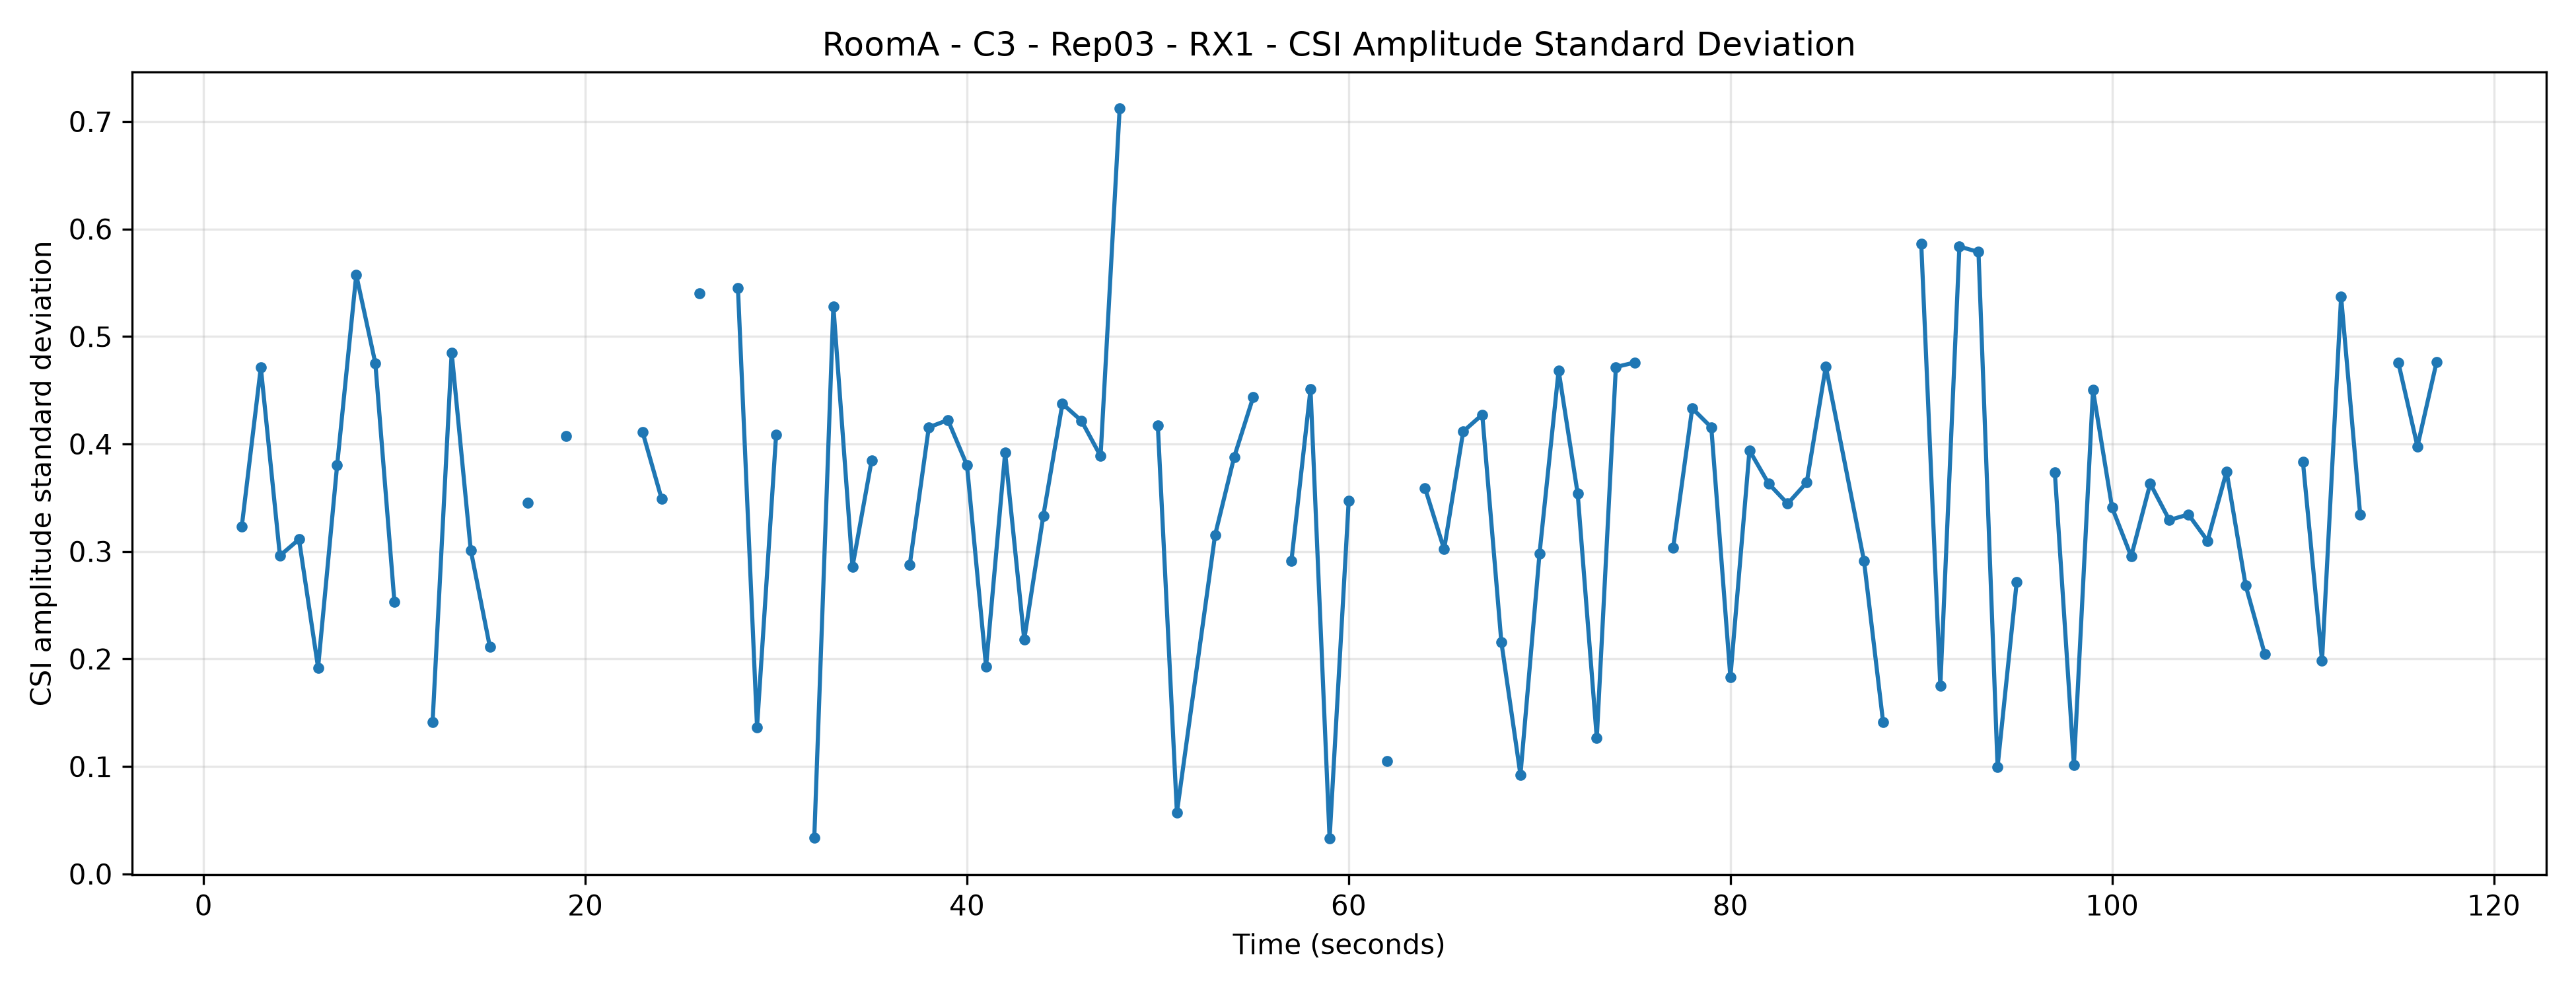 RoomA - C3 - Rep03 - RX1 - CSI Amplitude Standard Deviation
CSI amplitude standard deviation
0.7
0.6
0.5
0.4
0.3
0.2
0.1
0.0
0 20 40 60 80 100 120
Time (seconds)